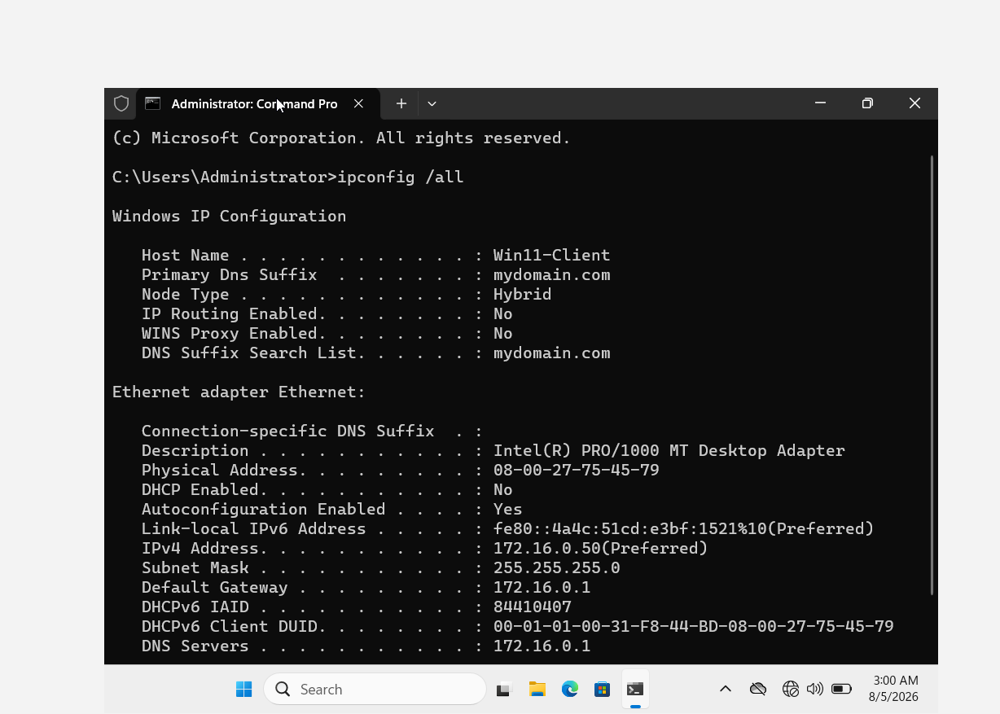 Administrator: Command Pro
(c) Microsoft Corporation. All rights reserved.
C:\Users\Administrator>ipconfig /all
Windows IP Configuration
Host Name . . . . . . . . . . . . : Win11-Client
Primary Dns Suffix  . . . . . . . : mydomain.com
Node Type . . . . . . . . . . . . : Hybrid
IP Routing Enabled. . . . . . . . : No
WINS Proxy Enabled. . . . . . . . : No
DNS Suffix Search List. . . . . . : mydomain.com
Ethernet adapter Ethernet:
Connection-specific DNS Suffix  . :
Description . . . . . . . . . . . : Intel(R) PRO/1000 MT Desktop Adapter
Physical Address. . . . . . . . . : 08-00-27-75-45-79
DHCP Enabled. . . . . . . . . . . : No
Autoconfiguration Enabled . . . . : Yes
Link-local IPv6 Address . . . . . : fe80::4a4c:51cd:e3bf:1521%10(Preferred)
IPv4 Address. . . . . . . . . . . : 172.16.0.50(Preferred)
Subnet Mask . . . . . . . . . . . : 255.255.255.0
Default Gateway . . . . . . . . . : 172.16.0.1
DHCPv6 IAID . . . . . . . . . . . : 84410407
DHCPv6 Client DUID. . . . . . . . : 00-01-01-00-31-F8-44-BD-08-00-27-75-45-79
DNS Servers . . . . . . . . . . . : 172.16.0.1
Search
3:00 AM
8/5/2026